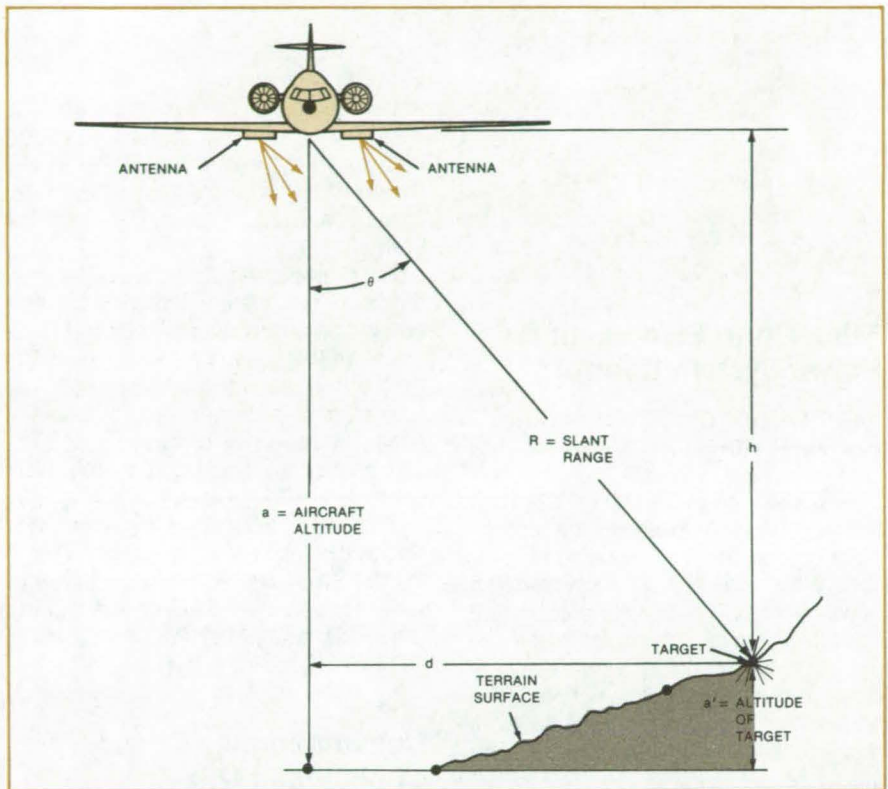 ANTENNA
ANTENNA
θ
R = SLANT
RANGE
h
a = AIRCRAFT
ALTITUDE
d
TARGET
TERRAIN
SURFACE
a' = ALTITUDE
OF
TARGET